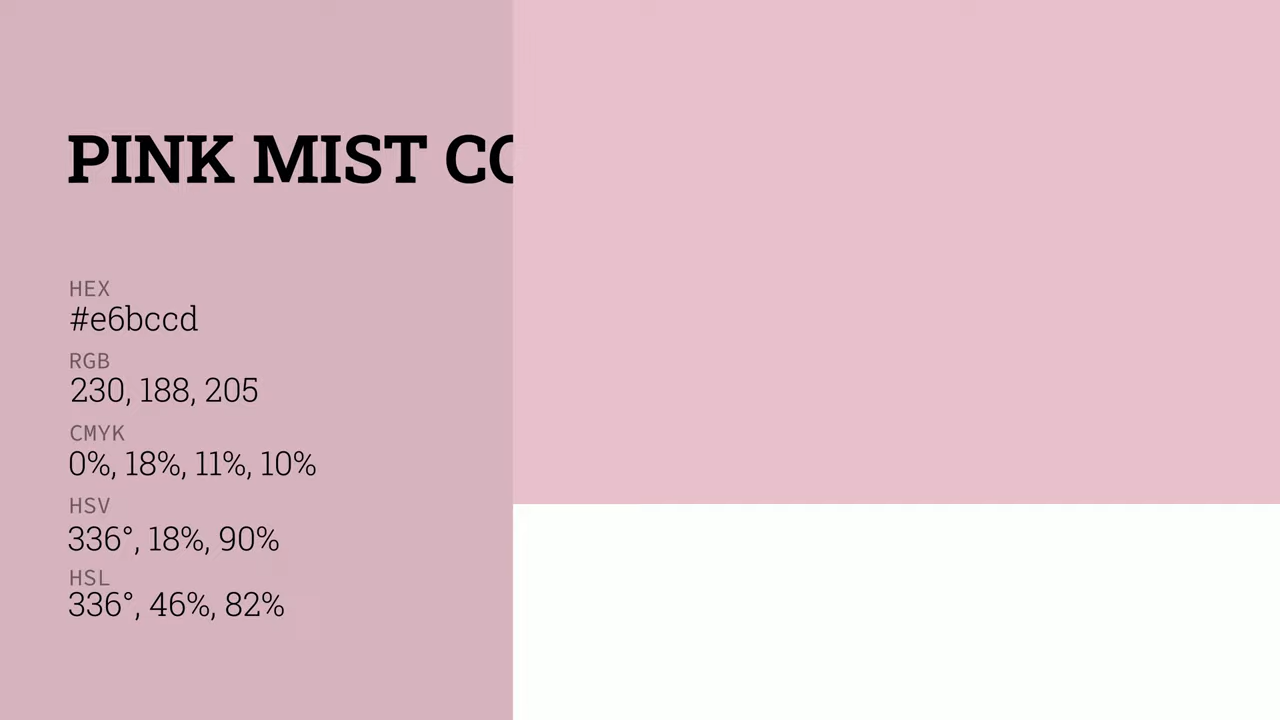 PINK MIST CO
HEX
#e6bccd
RGB
230, 188, 205
CMYK
0%, 18%, 11%, 10%
HSV
336°, 18%, 90%
HSL
336°, 46%, 82%